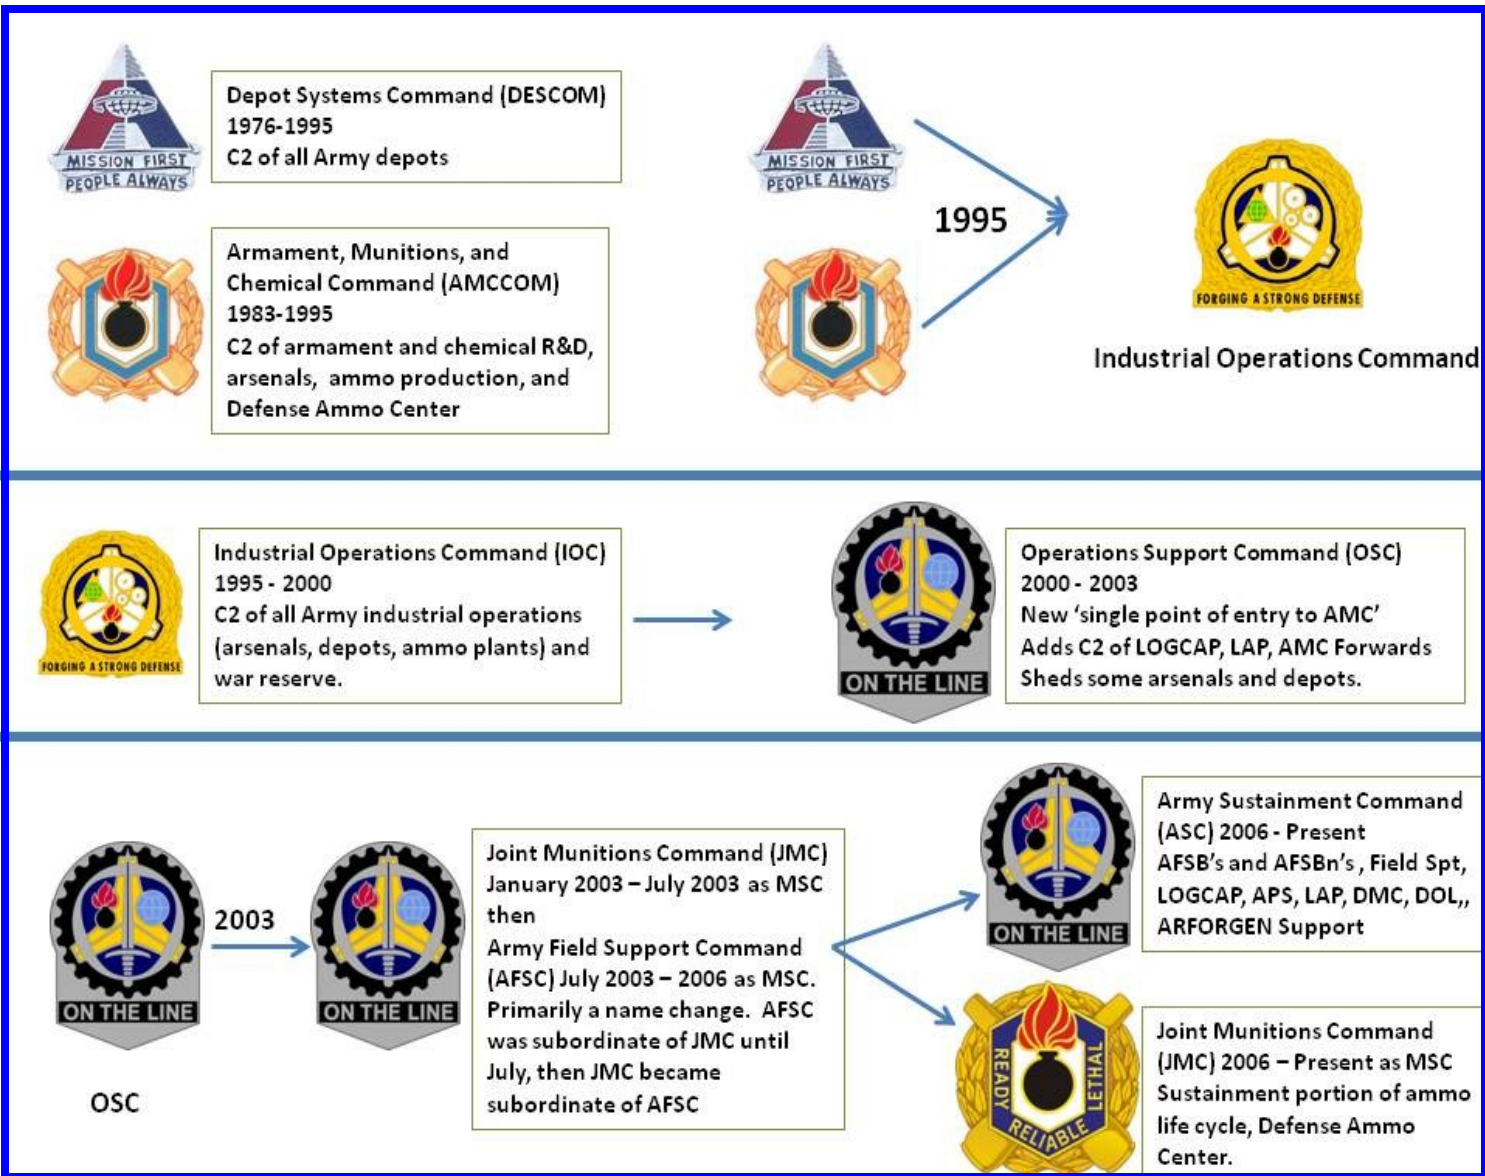 MISSION FIRST
PEOPLE ALWAYS
Depot Systems Command (DESCOM)
1976-1995
C2 of all Army depots
Armament, Munitions, and
Chemical Command (AMCCOM)
1983-1995
C2 of armament and chemical R&D,
arsenals, ammo production, and
Defense Ammo Center
MISSION FIRST
PEOPLE ALWAYS
1995
FORGING A STRONG DEFENSE
Industrial Operations Command
FORGING A STRONG DEFENSE
Industrial Operations Command (IOC)
1995 - 2000
C2 of all Army industrial operations
(arsenals, depots, ammo plants) and
war reserve.
ON THE LINE
Operations Support Command (OSC)
2000 - 2003
New ‘single point of entry to AMC’
Adds C2 of LOGCAP, LAP, AMC Forwards
Sheds some arsenals and depots.
ON THE LINE
OSC
2003
ON THE LINE
Joint Munitions Command (JMC)
January 2003 – July 2003 as MSC
then
Army Field Support Command
(AFSC) July 2003 – 2006 as MSC.
Primarily a name change. AFSC
was subordinate of JMC until
July, then JMC became
subordinate of AFSC
ON THE LINE
Army Sustainment Command
(ASC) 2006 - Present
AFSB's and AFSBn's , Field Spt,
LOGCAP, APS, LAP, DMC, DOL,,
ARFORGEN Support
READY
RELIABLE
LETHAL
Joint Munitions Command
(JMC) 2006 – Present as MSC
Sustainment portion of ammo
life cycle, Defense Ammo
Center.